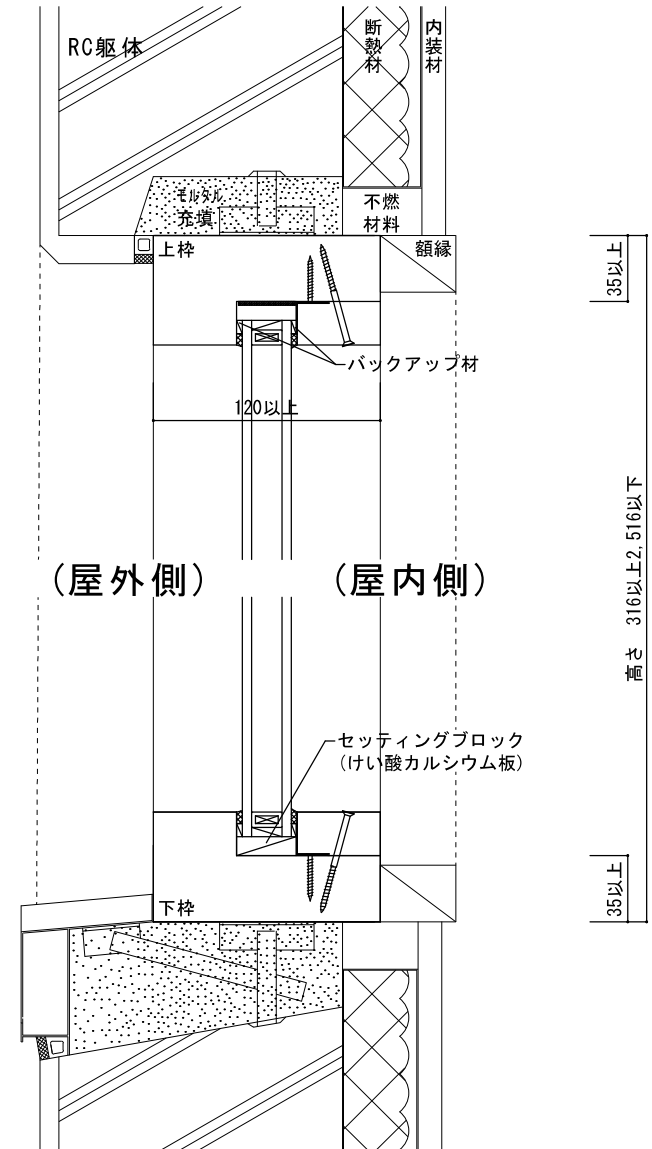 RC躯体
断熱材
内装材
モルタル
充填
不燃
材料
上枠
額縁
35以上
バックアップ材
120以上
(屋外側)
(屋内側)
高さ 316以上2,516以下
セッティングブロック
(けい酸カルシウム板)
下枠
35以上